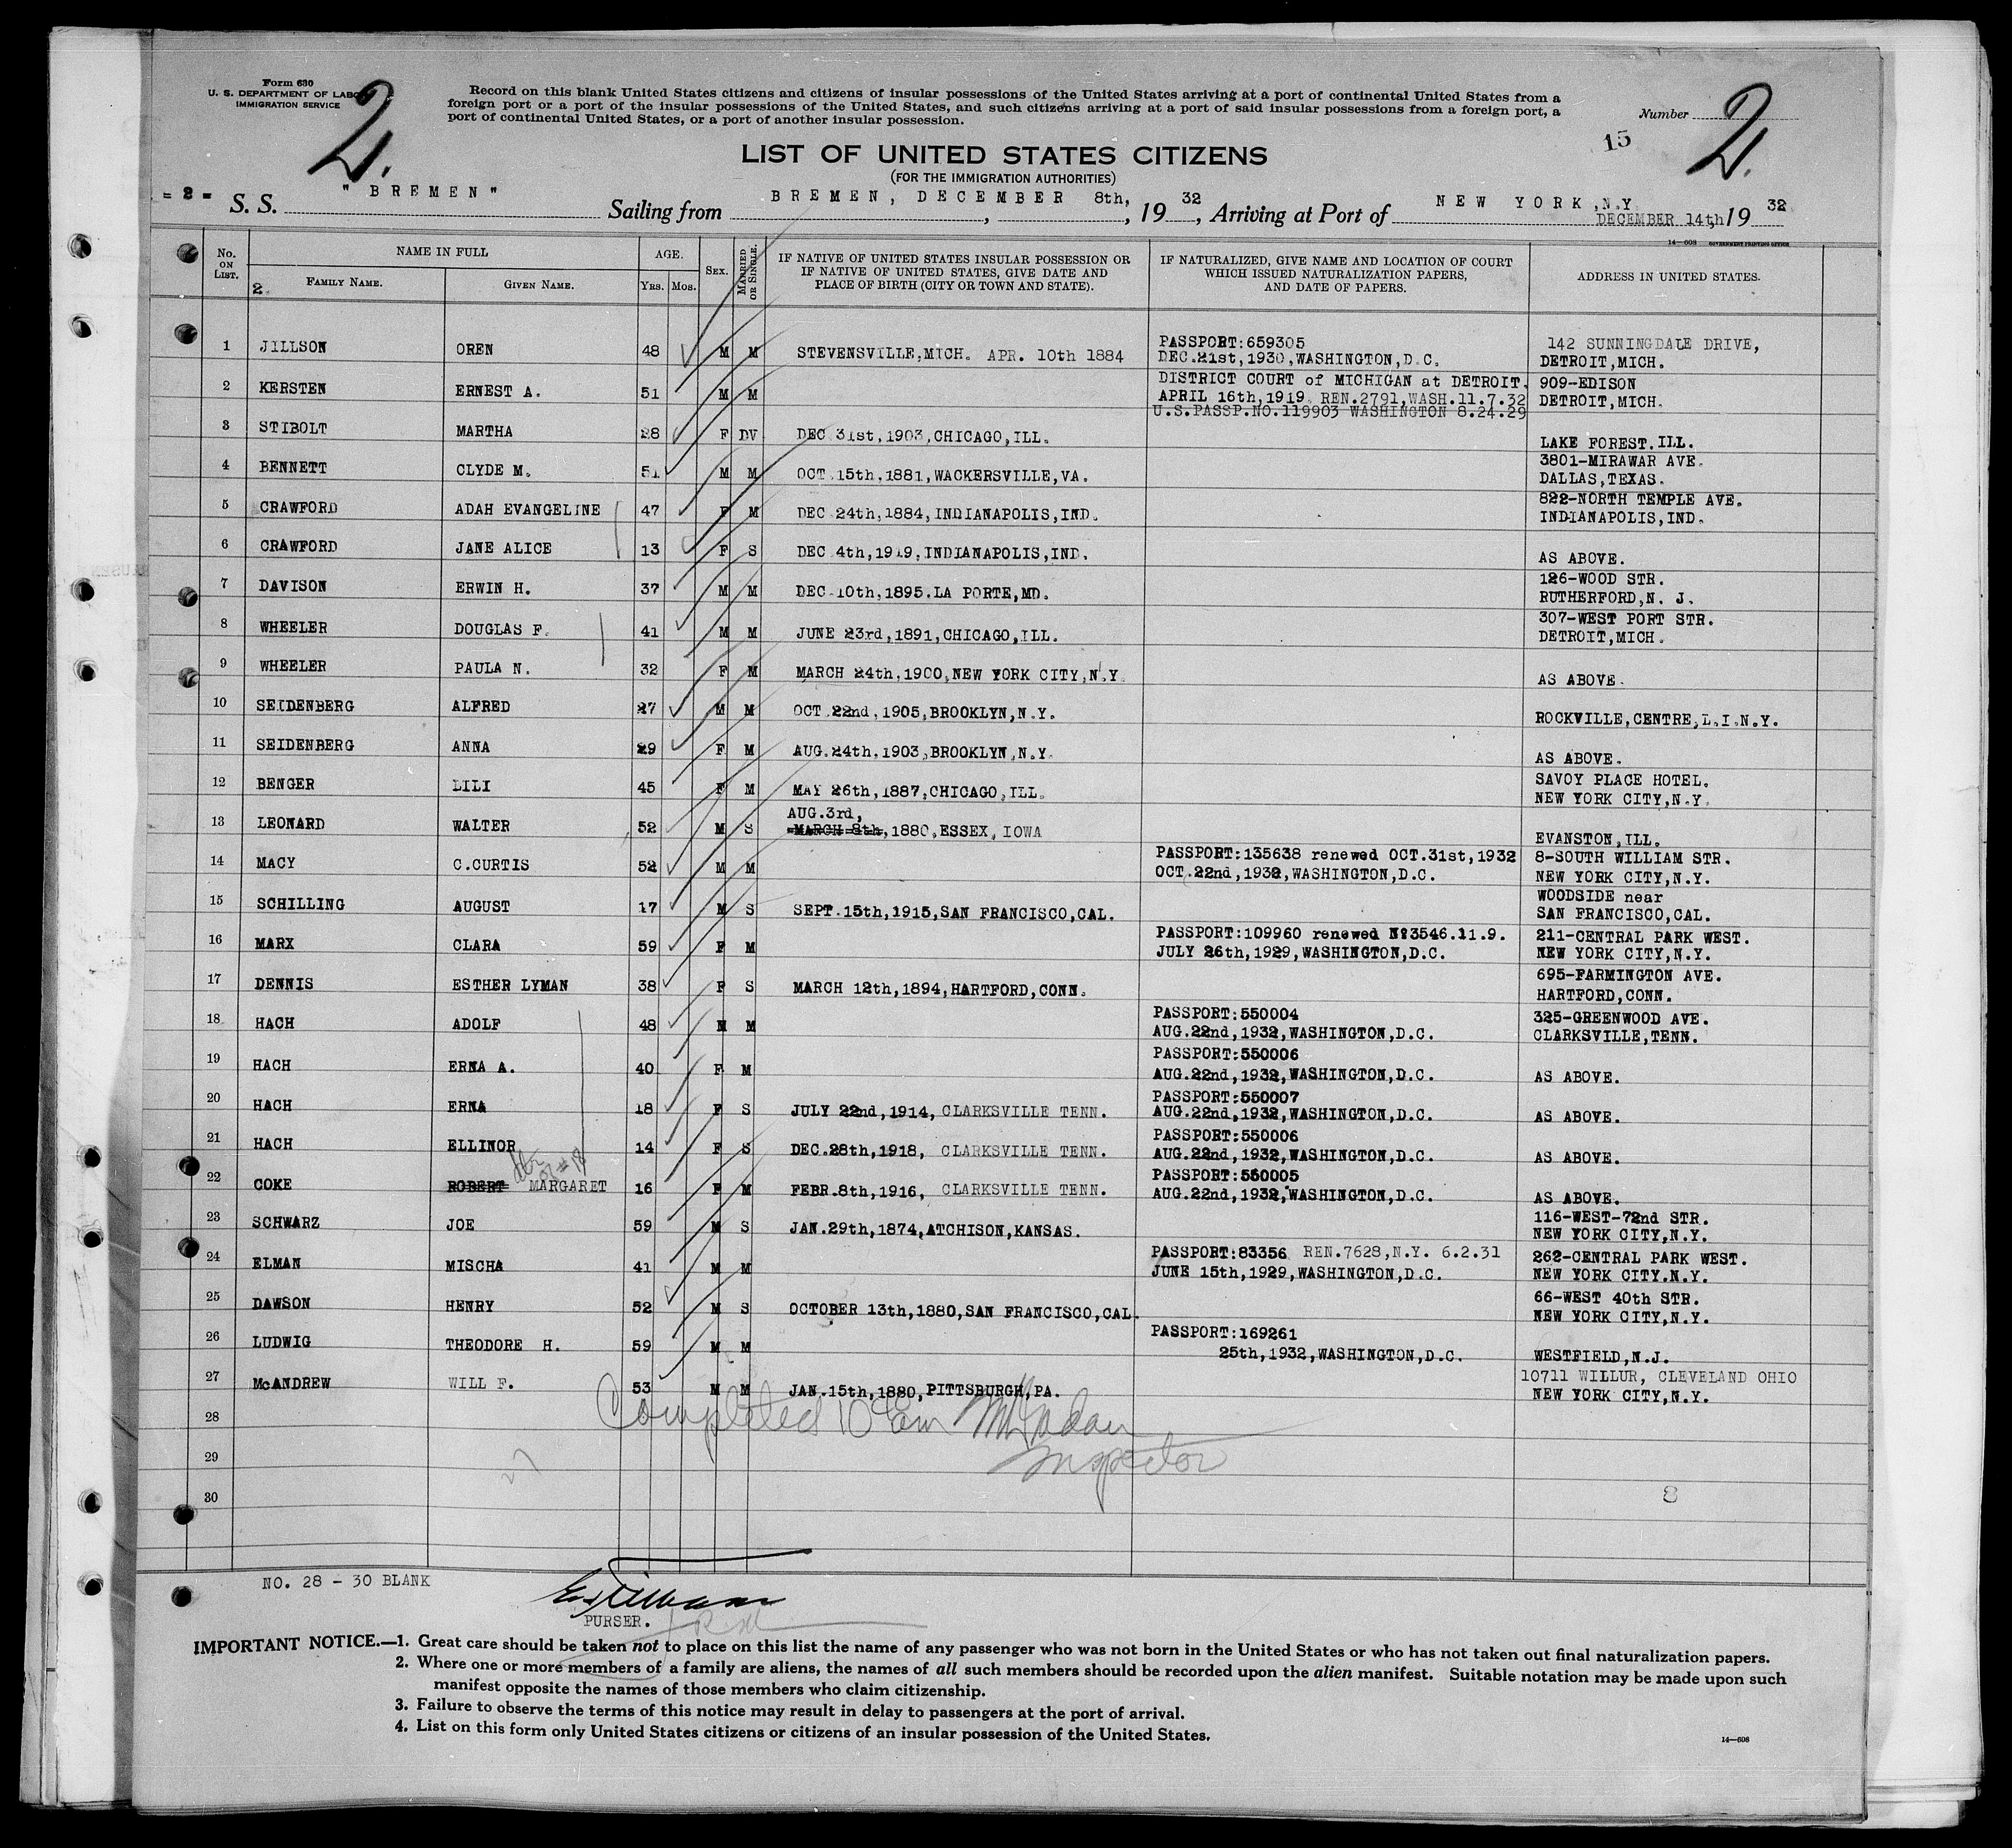 Form 630
U. S. DEPARTMENT OF LABOR
IMMIGRATION SERVICE
2.
Record on this blank United States citizens and citizens of insular possessions of the United States arriving at a port of continental United States from a
foreign port or a port of the insular possessions of the United States, and such citizens arriving at a port of said insular possessions from a foreign port, a
port of continental United States, or a port of another insular possession.
Number
2.
15
LIST OF UNITED STATES CITIZENS
(FOR THE IMMIGRATION AUTHORITIES)
= 2 = S. S. "BREMEN" Sailing from BREMEN, DECEMBER 8th, , 19 32, Arriving at Port of NEW YORK, N.Y. DECEMBER 14th, 19 32
14—608 GOVERNMENT PRINTING OFFICE
No. ON LIST. NAME IN FULL AGE. SEX. MARRIED OR SINGLE. IF NATIVE OF UNITED STATES INSULAR POSSESSION OR IF NATIVE OF UNITED STATES, GIVE DATE AND PLACE OF BIRTH (CITY OR TOWN AND STATE). IF NATURALIZED, GIVE NAME AND LOCATION OF COURT WHICH ISSUED NATURALIZATION PAPERS, AND DATE OF PAPERS. ADDRESS IN UNITED STATES.
2. FAMILY NAME. GIVEN NAME. YRS. MOS.
1 JILLSON OREN 48 M M STEVENSVILLE,MICH. APR. 10th 1884 PASSPORT:659305 DEC.21st,1930,WASHINGTON,D.C. 142 SUNNINGDALE DRIVE, DETROIT,MICH.
2 KERSTEN ERNEST A. 51 M M DISTRICT COURT of MICHIGAN at DETROIT. APRIL 16th,1919. REN.2791,WASH.11.7.32 U.S.PASSP.NO.119903 WASHINGTON 8.24.29 909-EDISON DETROIT,MICH.
3 STIBOLT MARTHA 28 F DV DEC.31st,1903,CHICAGO,ILL. LAKE FOREST.ILL.
4 BENNETT CLYDE M. 51 M M OCT.15th,1881,WACKERSVILLE,VA. 3801-MIRAWAR AVE. DALLAS,TEXAS.
5 CRAWFORD ADAH EVANGELINE 47 F M DEC.24th,1884,INDIANAPOLIS,IND. 822-NORTH TEMPLE AVE. INDIANAPOLIS,IND.
6 CRAWFORD JANE ALICE 13 F S DEC.4th,1919,INDIANAPOLIS,IND. AS ABOVE.
7 DAVISON ERWIN H. 37 M M DEC.10th,1895.LA PORTE,MD. 126-WOOD STR. RUTHERFORD,N. J.
8 WHEELER DOUGLAS F. 41 M M JUNE 23rd,1891,CHICAGO,ILL. 307-WEST PORT STR. DETROIT,MICH.
9 WHEELER PAULA N. 32 F M MARCH 24th,1900,NEW YORK CITY,N.Y. AS ABOVE.
10 SEIDENBERG ALFRED 27 M M OCT.22nd,1905,BROOKLYN,N.Y. ROCKVILLE,CENTRE,L.I.N.Y.
11 SEIDENBERG ANNA 29 F M AUG.24th,1903,BROOKLYN,N.Y. AS ABOVE.
12 BENGER LILI 45 F M MAY 26th,1887,CHICAGO,ILL. SAVOY PLACE HOTEL. NEW YORK CITY,N.Y.
13 LEONARD WALTER 52 M S AUG.3rd, MARCH 8th,1880,ESSEX, IOWA EVANSTON,ILL.
14 MACY C.CURTIS 52 M M PASSPORT:135638 renewed OCT.31st,1932 OCT.22nd,1932,WASHINGTON,D.C. 8-SOUTH WILLIAM STR. NEW YORK CITY,N.Y.
15 SCHILLING AUGUST 17 M S SEPT.15th,1915,SAN FRANCISCO,CAL. WOODSIDE near SAN FRANCISCO,CAL.
16 MARX CLARA 59 F M PASSPORT:109960 renewed Nº3546.11.9. JULY 26th,1929,WASHINGTON,D.C. 211-CENTRAL PARK WEST. NEW YORK CITY,N.Y.
17 DENNIS ESTHER LYMAN 38 F S MARCH 12th,1894,HARTFORD,CONN. 695-FARMINGTON AVE. HARTFORD,CONN.
18 HACH ADOLF 48 M M PASSPORT:550004 AUG.22nd,1932,WASHINGTON,D.C. 325-GREENWOOD AVE. CLARKSVILLE,TENN.
19 HACH ERNA A. 40 F M PASSPORT:550006 AUG.22nd,1932,WASHINGTON,D.C. AS ABOVE.
20 HACH ERNA 18 F S JULY 22nd,1914, CLARKSVILLE TENN. PASSPORT:550007 AUG.22nd,1932,WASHINGTON,D.C. AS ABOVE.
21 HACH ELLINOR 14 F S DEC.28th,1918, CLARKSVILLE TENN. PASSPORT:550006 AUG.22nd,1932,WASHINGTON,D.C. AS ABOVE.
22 COKE ROBERT MARGARET 16 F M FEBR.8th,1916, CLARKSVILLE TENN. PASSPORT:550005 AUG.22nd,1932,WASHINGTON,D.C. AS ABOVE.
23 SCHWARZ JOE 59 M S JAN.29th,1874,ATCHISON,KANSAS. 116-WEST-72nd STR. NEW YORK CITY,N.Y.
24 ELMAN MISCHA 41 M M PASSPORT:83356 REN.7628,N.Y. 6.2.31 JUNE 15th,1929,WASHINGTON,D.C. 262-CENTRAL PARK WEST. NEW YORK CITY.N.Y.
25 DAWSON HENRY 52 M S OCTOBER 13th,1880,SAN FRANCISCO,CAL. 66-WEST 40th STR. NEW YORK CITY,N.Y.
26 LUDWIG THEODORE H. 59 M M PASSPORT:169261 25th,1932,WASHINGTON,D.C. WESTFIELD,N.J.
27 McANDREW WILL F. 53 M M JAN.15th,1880,PITTSBURGH,PA. 10711 WILLUR, CLEVELAND OHIO NEW YORK CITY,N.Y.
28 Completed 10
29 27 Inspector
30 8
NO. 28 - 30 BLANK
PURSER.
IMPORTANT NOTICE.—1. Great care should be taken not to place on this list the name of any passenger who was not born in the United States or who has not taken out final naturalization papers.
2. Where one or more members of a family are aliens, the names of all such members should be recorded upon the alien manifest. Suitable notation may be made upon such
manifest opposite the names of those members who claim citizenship.
3. Failure to observe the terms of this notice may result in delay to passengers at the port of arrival.
4. List on this form only United States citizens or citizens of an insular possession of the United States.
14—608